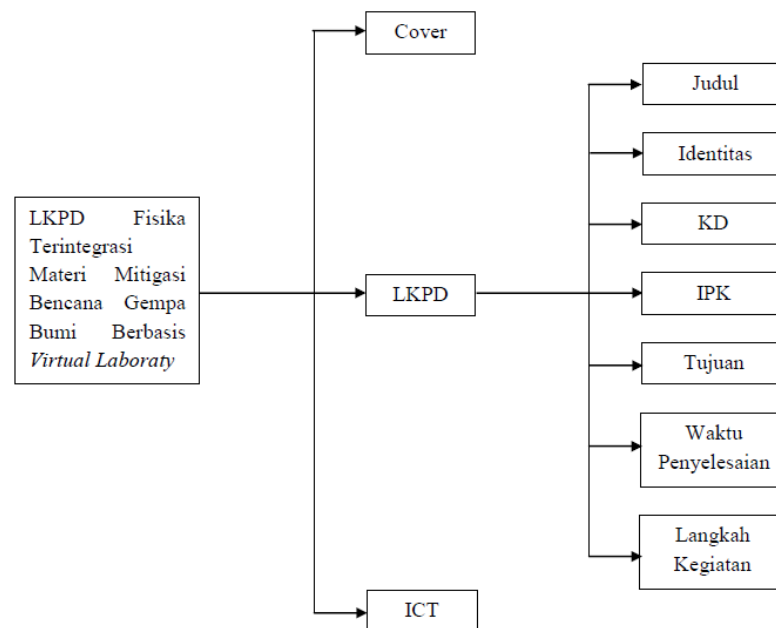 Cover
Judul
Identitas
LKPD Fisika
Terintegrasi
Materi Mitigasi
Bencana Gempa
Bumi Berbasis
Virtual Laboraty
KD
LKPD
IPK
Tujuan
Waktu
Penyelesaian
Langkah
Kegiatan
ICT